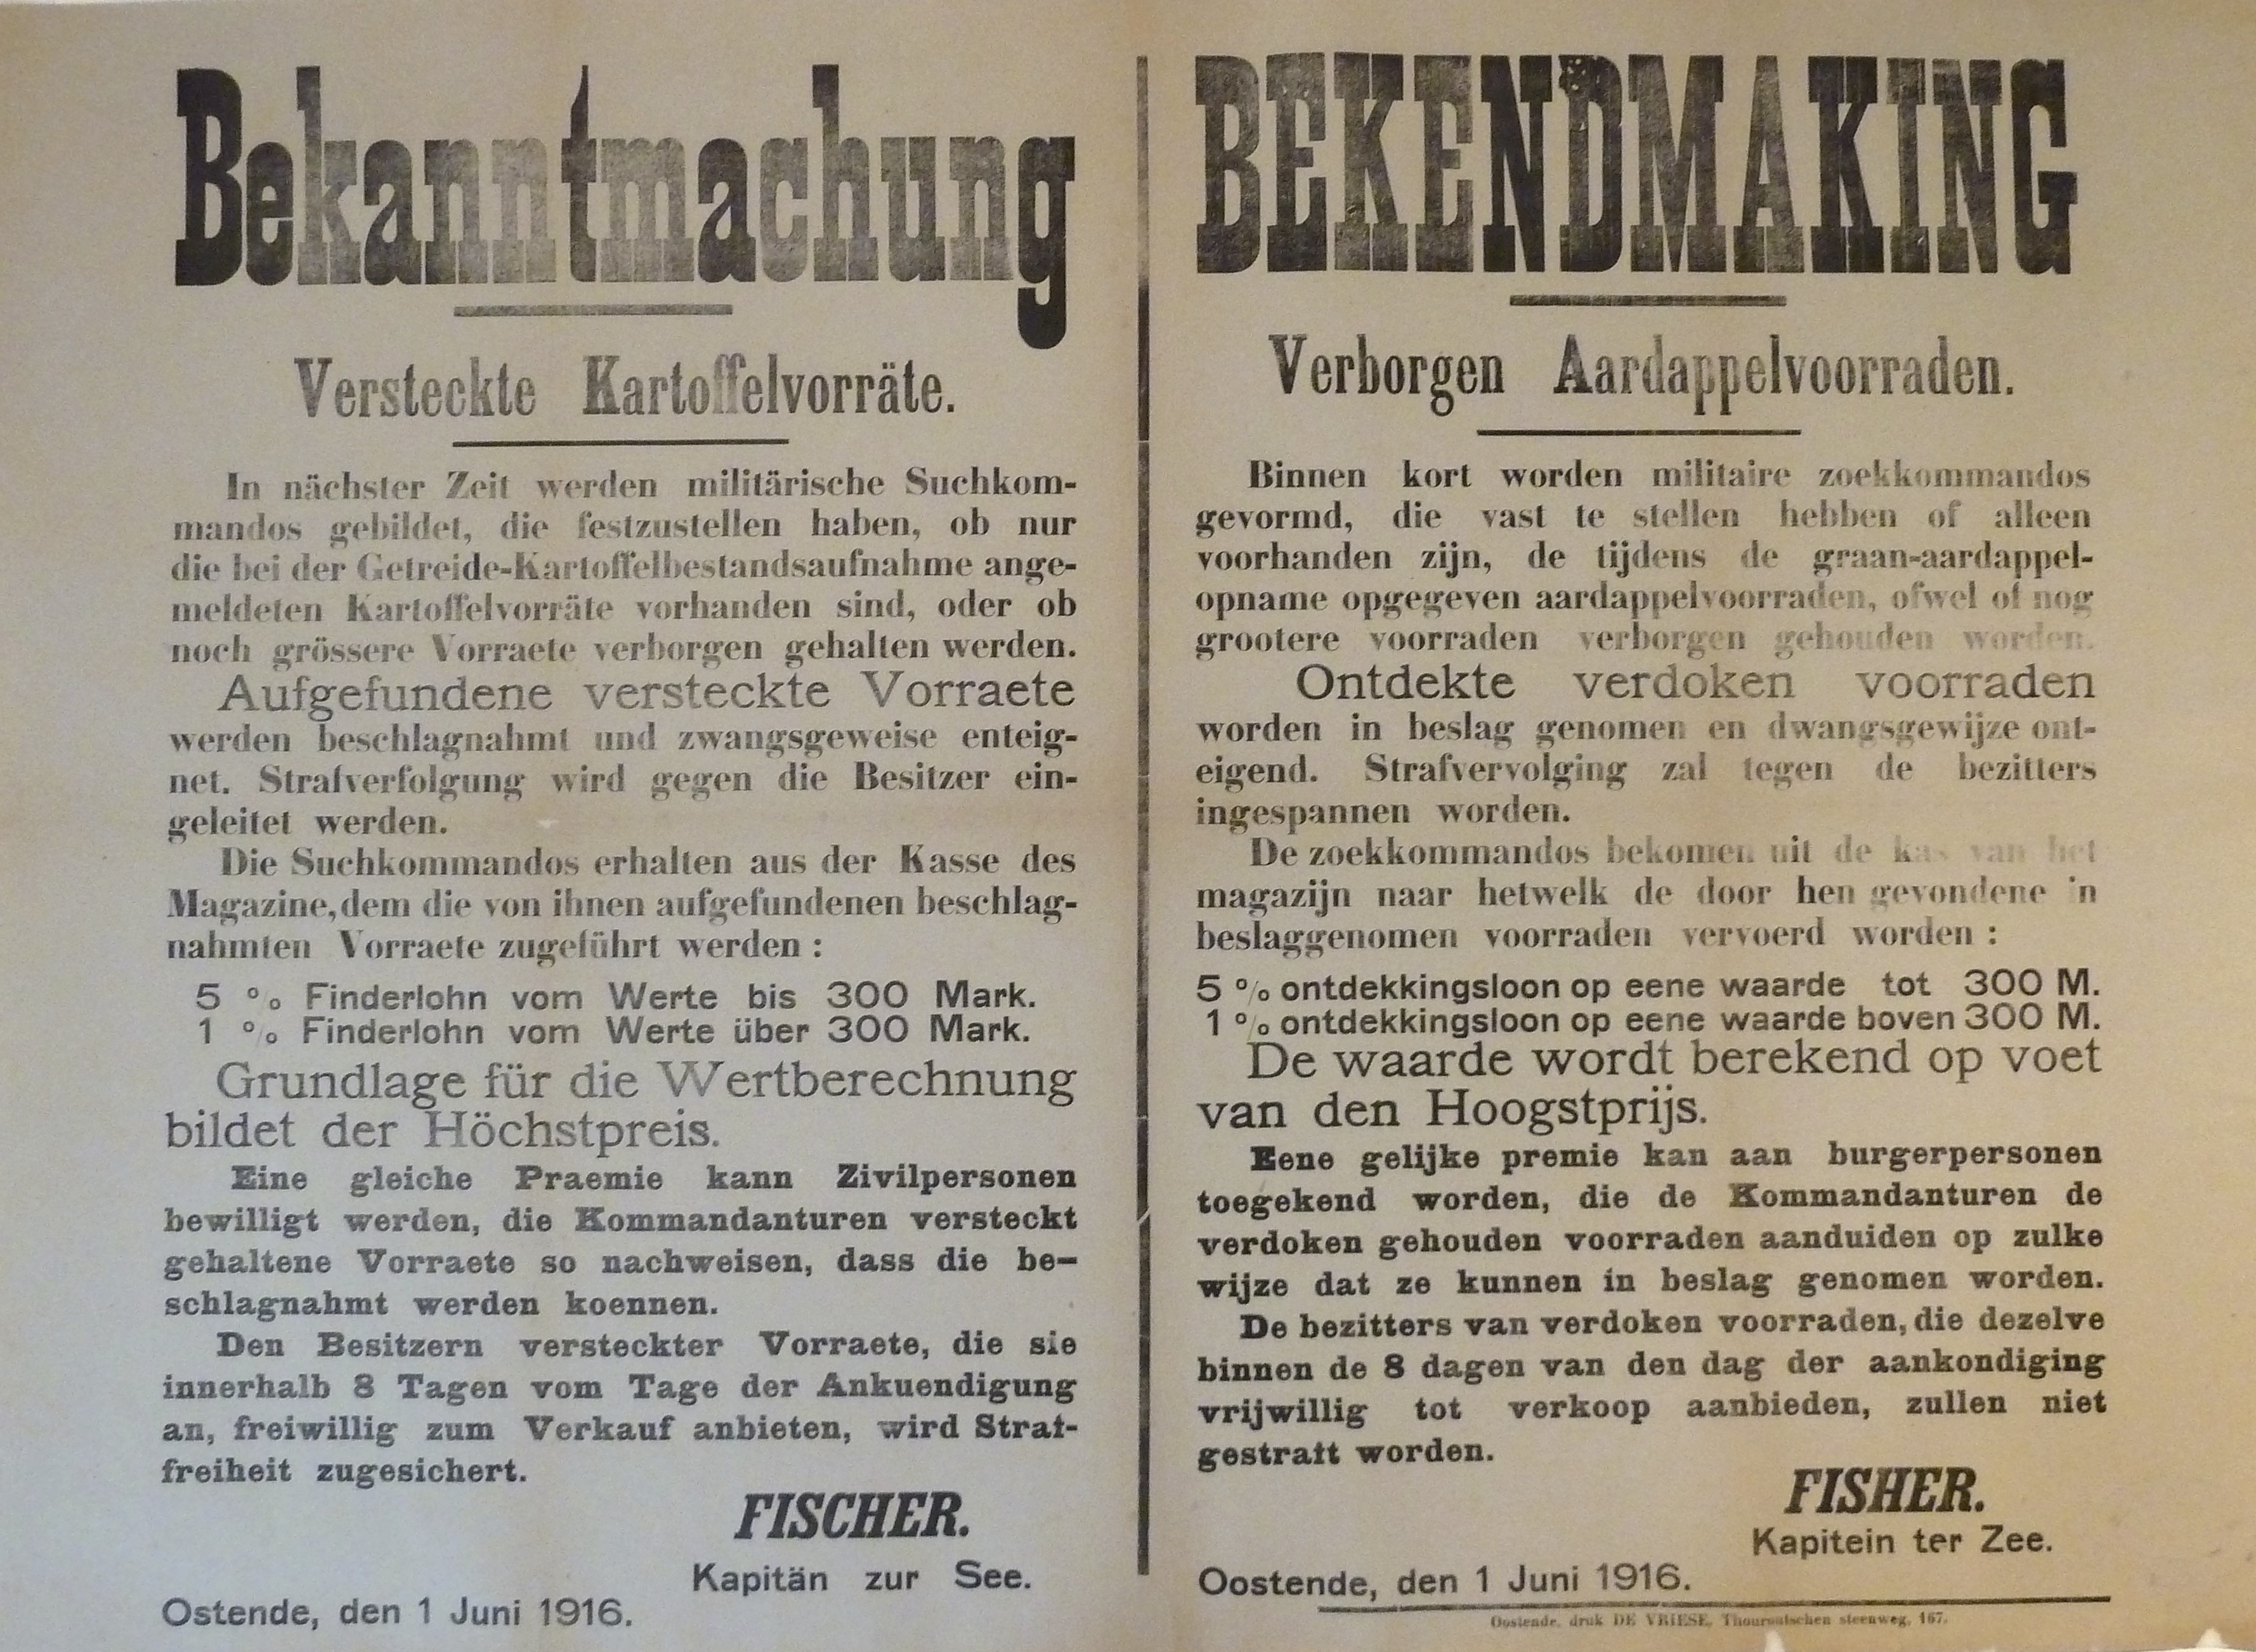 Bekanntmachung
Versteckte Kartoffelvorräte.
In nächster Zeit werden militärische Suchkom-
mandos gebildet, die festzustellen haben, ob nur
die bei der Getreide-Kartoffelbestandsaufnahme ange-
meldeten Kartoffelvorräte vorhanden sind, oder ob
noch grössere Vorraete verborgen gehalten werden.
Aufgefundene versteckte Vorraete
werden beschlagnahmt und zwangsgeweise enteig-
net. Strafverfolgung wird gegen die Besitzer ein-
geleitet werden.
Die Suchkommandos erhalten aus der Kasse des
Magazine, dem die von ihnen aufgefundenen beschlag-
nahmten Vorraete zugeführt werden :
5 % Finderlohn vom Werte bis 300 Mark.
1 % Finderlohn vom Werte über 300 Mark.
Grundlage für die Wertberechnung
bildet der Höchstpreis.
Eine gleiche Praemie kann Zivilpersonen
bewilligt werden, die Kommandanturen versteckt
gehaltene Vorraete so nachweisen, dass die be-
schlagnahmt werden koennen.
Den Besitzern versteckter Vorraete, die sie
innerhalb 8 Tagen vom Tage der Ankuendigung
an, freiwillig zum Verkauf anbieten, wird Straf-
freiheit zugesichert.
FISCHER.
Kapitän zur See.
Ostende, den 1 Juni 1916.
BEKENDMAKING
Verborgen Aardappelvoorraden.
Binnen kort worden militaire zoekkommandos
gevormd, die vast te stellen hebben of alleen
voorhanden zijn, de tijdens de graan-aardappel-
opname opgegeven aardappelvoorraden, ofwel of nog
grootere voorraden verborgen gehouden worden.
Ontdekte verdoken voorraden
worden in beslag genomen en dwangsgewijze ont-
eigend. Strafvervolging zal tegen de bezitters
ingespannen worden.
De zoekkommandos bekomen uit de kas van het
magazijn naar hetwelk de door hen gevondene in
beslaggenomen voorraden vervoerd worden :
5 % ontdekkingsloon op eene waarde tot 300 M.
1 % ontdekkingsloon op eene waarde boven 300 M.
De waarde wordt berekend op voet
van den Hoogstprijs.
Eene gelijke premie kan aan burgerpersonen
toegekend worden, die de Kommandanturen de
verdoken gehouden voorraden aanduiden op zulke
wijze dat ze kunnen in beslag genomen worden.
De bezitters van verdoken voorraden, die dezelve
binnen de 8 dagen van den dag der aankondiging
vrijwillig tot verkoop aanbieden, zullen niet
gestraft worden.
FISHER.
Kapitein ter Zee.
Oostende, den 1 Juni 1916.
Oostende, druk DE VRIESE, Thourontschen steenweg, 167.